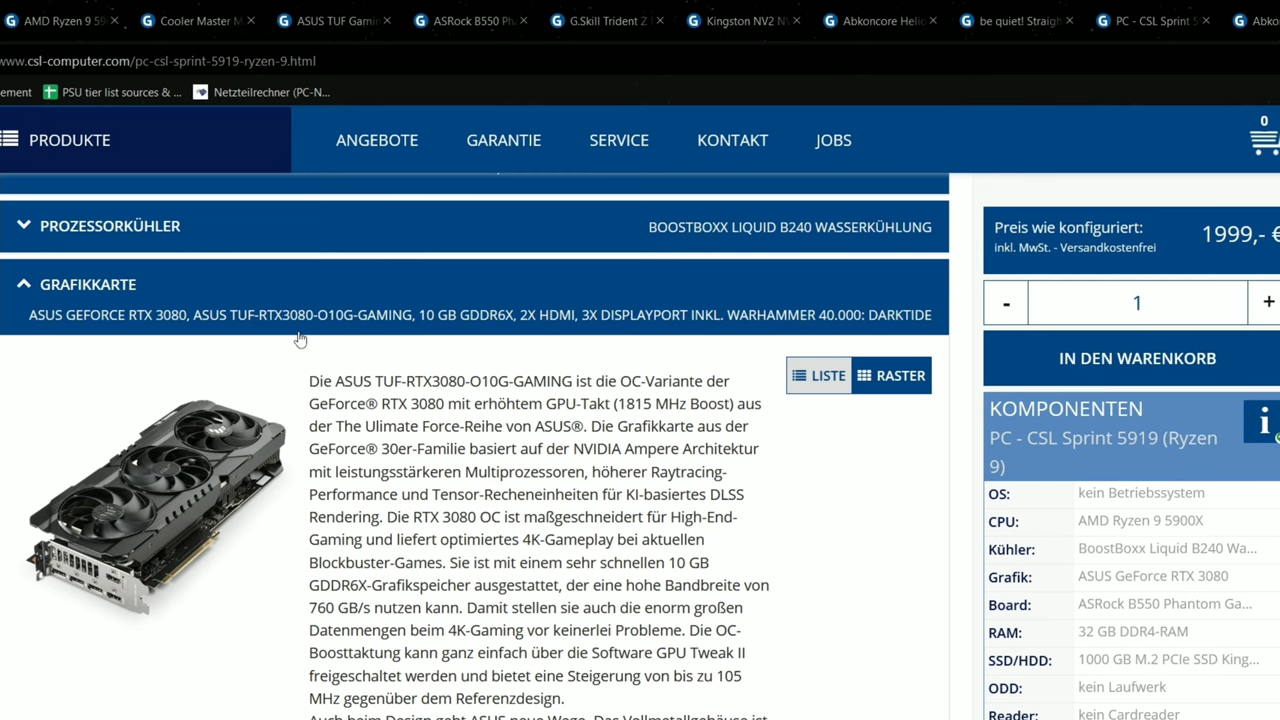 AMD Ryzen 9 59
Cooler Master M
ASUS TUF Gamin
ASRock B550 Ph
G.Skill Trident Z
Kingston NV2 NV
Abkoncore Helio
be quiet! Straigh
PC - CSL Sprint 5
Abko
www.csl-computer.com/pc-csl-sprint-5919-ryzen-9.html
ement
PSU tier list sources & ...
Netzteilrechner (PC-N...
PRODUKTE
ANGEBOTE
GARANTIE
SERVICE
KONTAKT
JOBS
0
PROZESSORKÜHLER
BOOSTBOXX LIQUID B240 WASSERKÜHLUNG
GRAFIKKARTE
ASUS GEFORCE RTX 3080, ASUS TUF-RTX3080-O10G-GAMING, 10 GB GDDR6X, 2X HDMI, 3X DISPLAYPORT INKL. WARHAMMER 40.000: DARKTIDE
LISTE
RASTER
Die ASUS TUF-RTX3080-O10G-GAMING ist die OC-Variante der
GeForce® RTX 3080 mit erhöhtem GPU-Takt (1815 MHz Boost) aus
der The Ulimate Force-Reihe von ASUS®. Die Grafikkarte aus der
GeForce® 30er-Familie basiert auf der NVIDIA Ampere Architektur
mit leistungsstärkeren Multiprozessoren, höherer Raytracing-
Performance und Tensor-Recheneinheiten für KI-basiertes DLSS
Rendering. Die RTX 3080 OC ist maßgeschneidert für High-End-
Gaming und liefert optimiertes 4K-Gameplay bei aktuellen
Blockbuster-Games. Sie ist mit einem sehr schnellen 10 GB
GDDR6X-Grafikspeicher ausgestattet, der eine hohe Bandbreite von
760 GB/s nutzen kann. Damit stellen sie auch die enorm großen
Datenmengen beim 4K-Gaming vor keinerlei Probleme. Die OC-
Boosttaktung kann ganz einfach über die Software GPU Tweak II
freigeschaltet werden und bietet eine Steigerung von bis zu 105
MHz gegenüber dem Referenzdesign.
Auch beim Design geht ASUS neue Wege. Das Vollmetallgehäuse ist
Preis wie konfiguriert:
1999,- €
inkl. MwSt. - Versandkostenfrei
- 1 +
IN DEN WARENKORB
KOMPONENTEN
PC - CSL Sprint 5919 (Ryzen
9)
i
OS: kein Betriebssystem
CPU: AMD Ryzen 9 5900X
Kühler: BoostBoxx Liquid B240 Wa...
Grafik: ASUS GeForce RTX 3080
Board: ASRock B550 Phantom Ga...
RAM: 32 GB DDR4-RAM
SSD/HDD: 1000 GB M.2 PCIe SSD King...
ODD: kein Laufwerk
Reader: kein Cardreader